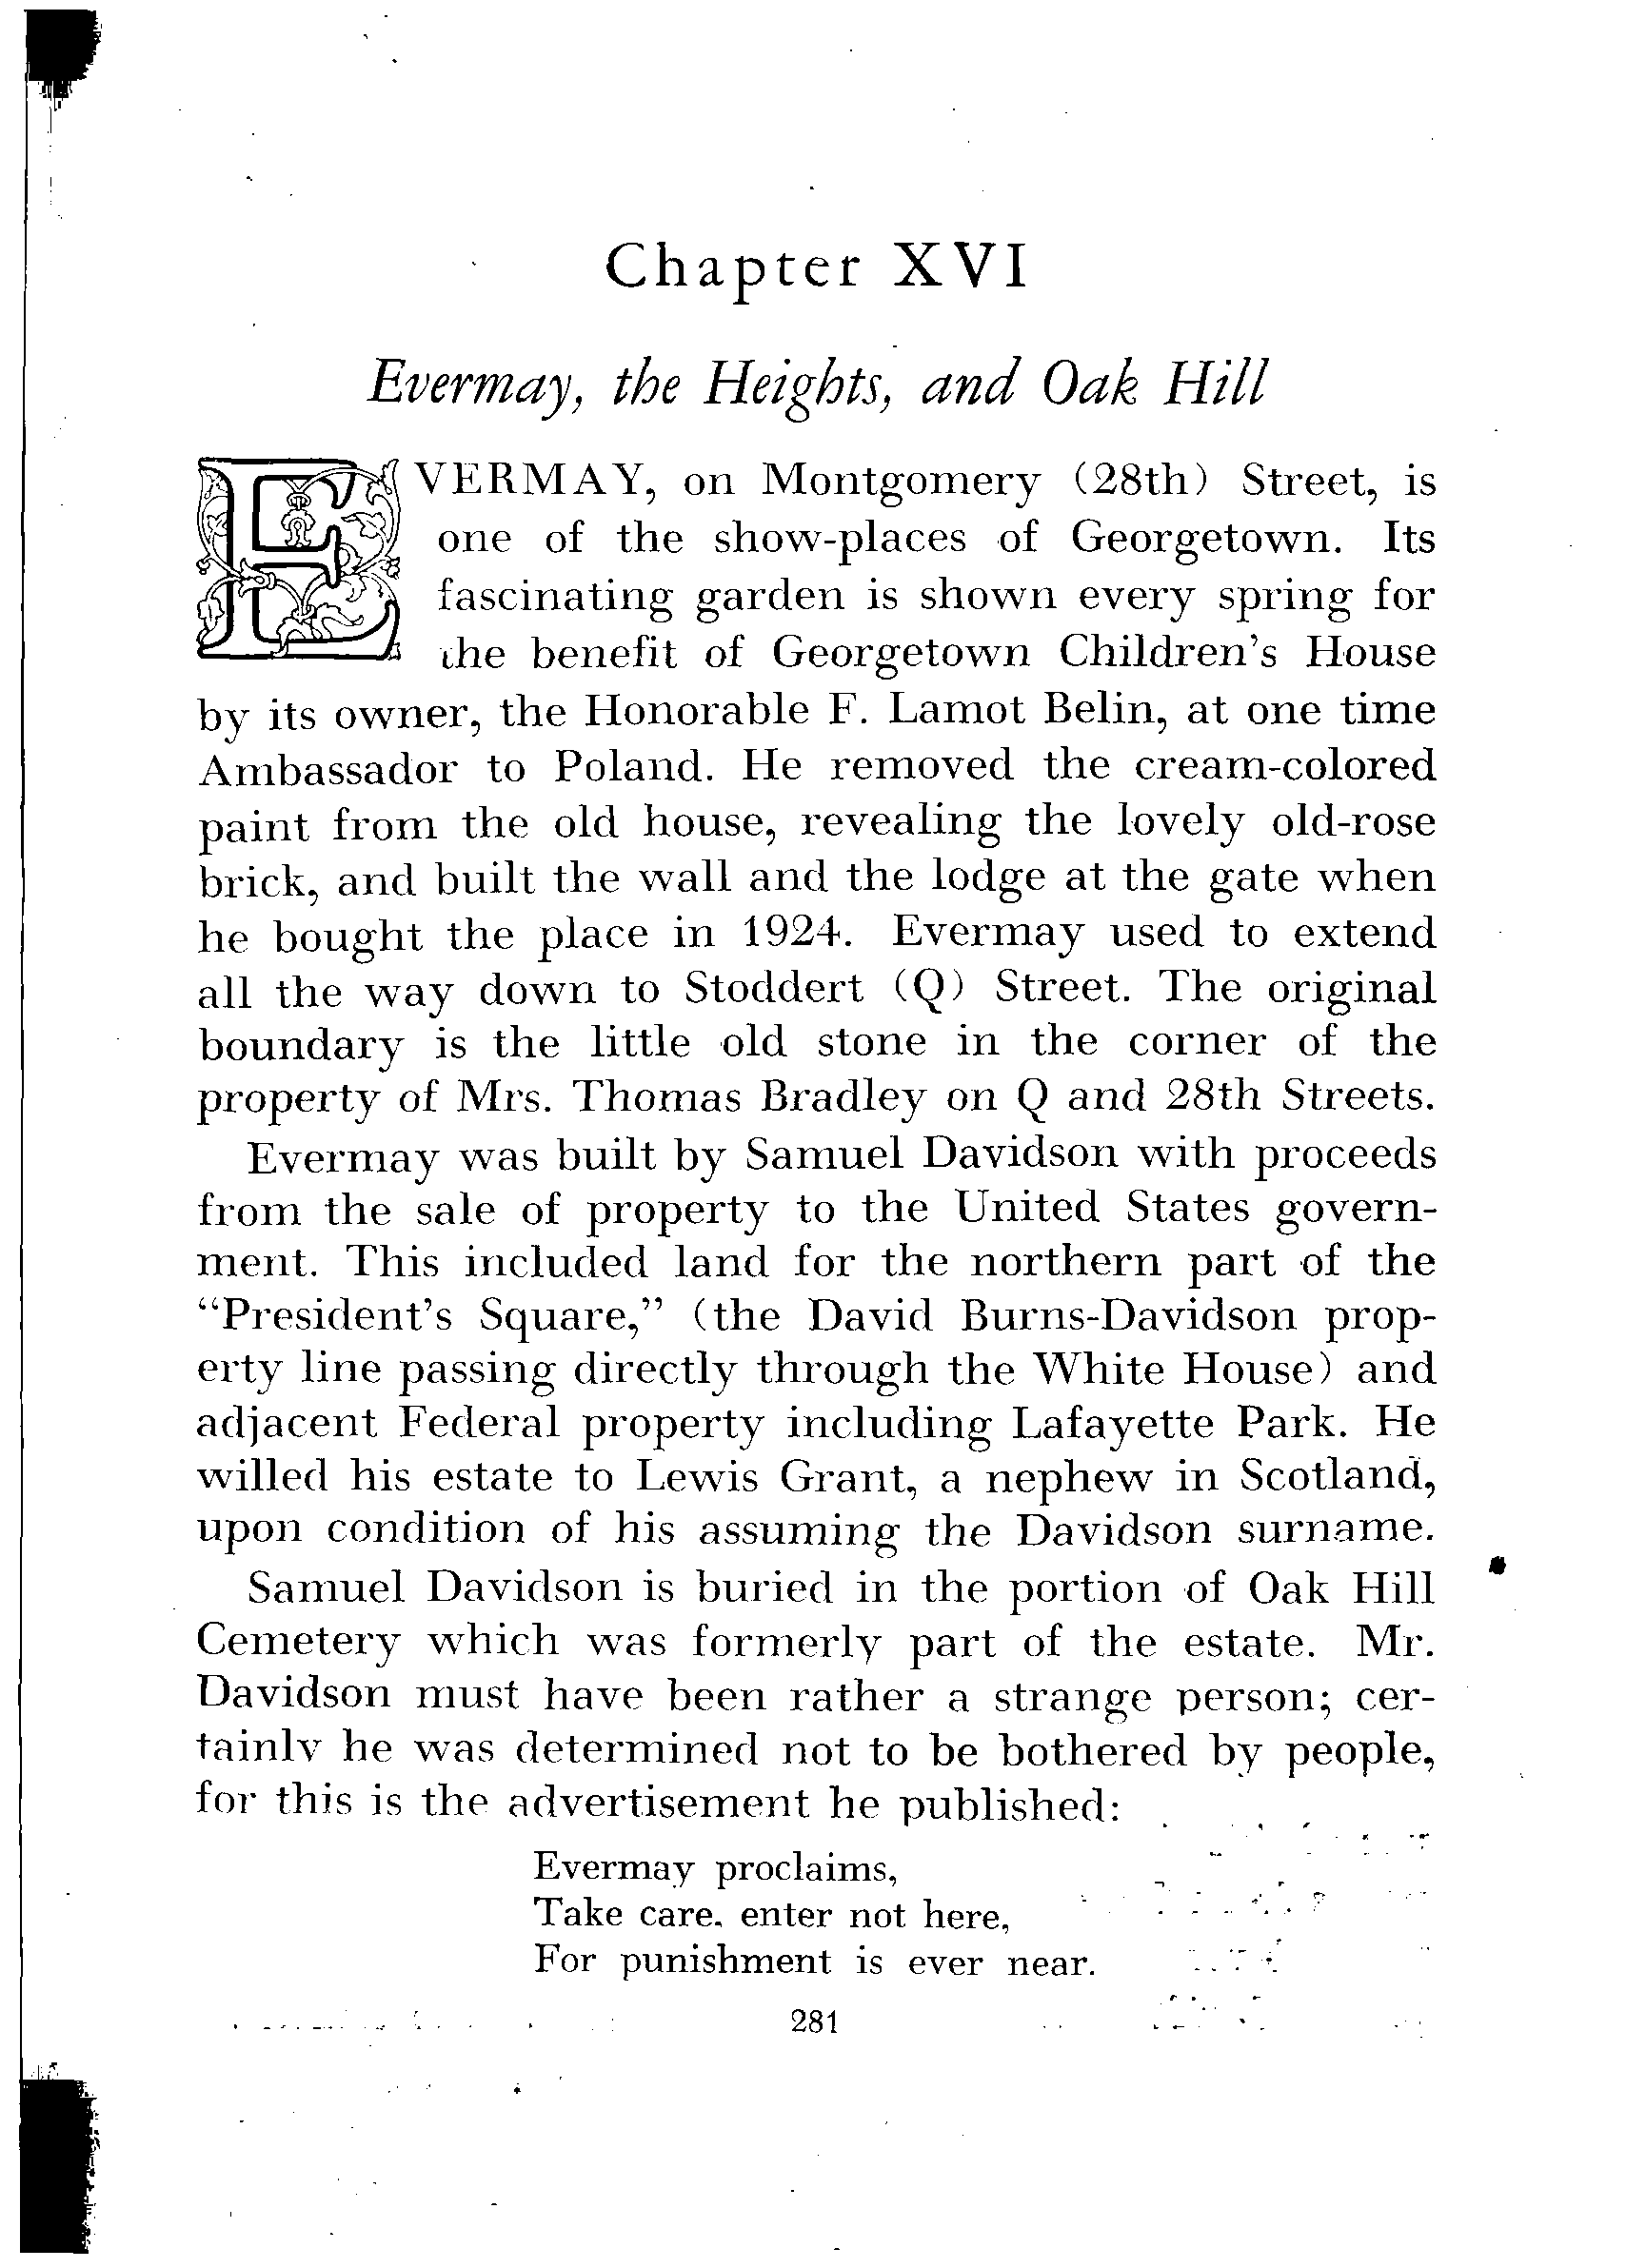 Chapter XVI
Evermay, the Heights, and Oak Hill
EVERMAY, on Montgomery (28th) Street, is
one of the show-places of Georgetown. Its
fascinating garden is shown every spring for
the benefit of Georgetown Children's House
by its owner, the Honorable F. Lamot Belin, at one time
Ambassador to Poland. He removed the cream-colored
paint from the old house, revealing the lovely old-rose
brick, and built the wall and the lodge at the gate when
he bought the place in 1924. Evermay used to extend
all the way down to Stoddert (Q) Street. The original
boundary is the little old stone in the corner of the
property of Mrs. Thomas Bradley on Q and 28th Streets.
Evermay was built by Samuel Davidson with proceeds
from the sale of property to the United States govern-
ment. This included land for the northern part of the
"President's Square," (the David Burns-Davidson prop-
erty line passing directly through the White House) and
adjacent Federal property including Lafayette Park. He
willed his estate to Lewis Grant, a nephew in Scotland,
upon condition of his assuming the Davidson surname.
Samuel Davidson is buried in the portion of Oak Hill
Cemetery which was formerly part of the estate. Mr.
Davidson must have been rather a strange person; cer-
tainly he was determined not to be bothered by people,
for this is the advertisement he published:
Evermay proclaims,
Take care, enter not here,
For punishment is ever near.
281